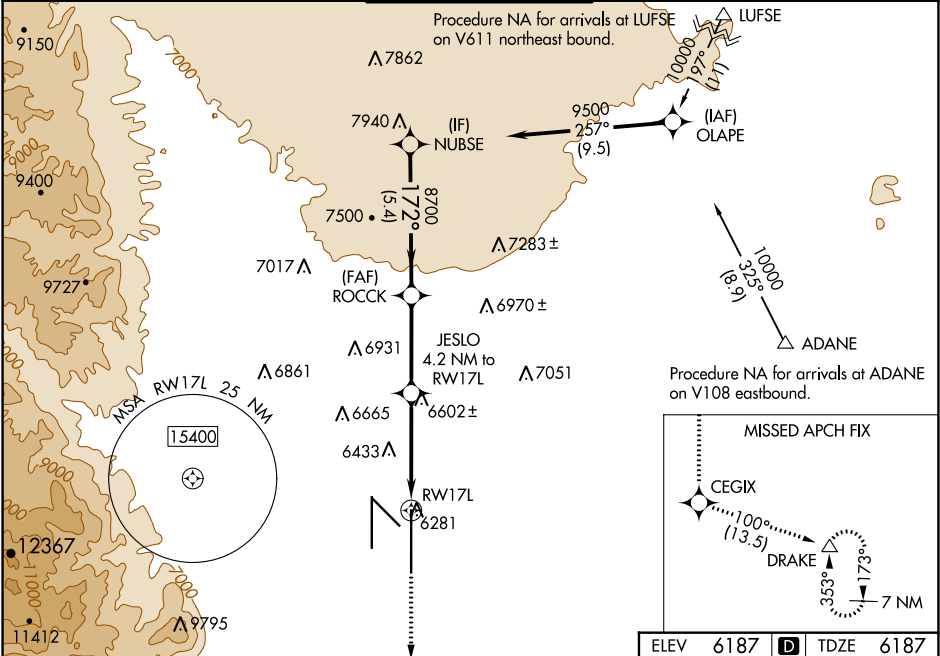 Procedure NA for arrivals at LUFSE
on V611 northeast bound.
LUFSE
9150
7000
7862
10000
197°
(11)
7940
(IF)
NUBSE
9500
257°
(9.5)
(IAF)
OLAPE
9000
9400
8700
172°
(5.4)
7500
7283 ±
7017
9727
(FAF)
ROCCK
6970 ±
10000
325°
(8.9)
ADANE
6931
JESLO
4.2 NM to
RW17L
6861
7051
Procedure NA for arrivals at ADANE
on V108 eastbound.
MSA RW17L 25 NM
15400
6665
6602 ±
6433
MISSED APCH FIX
9000
RW17L
6281
CEGIX
100°
(13.5)
DRAKE
353°
173°
7 NM
12367
11000
7000
9795
11412
ELEV 6187 D TDZE 6187